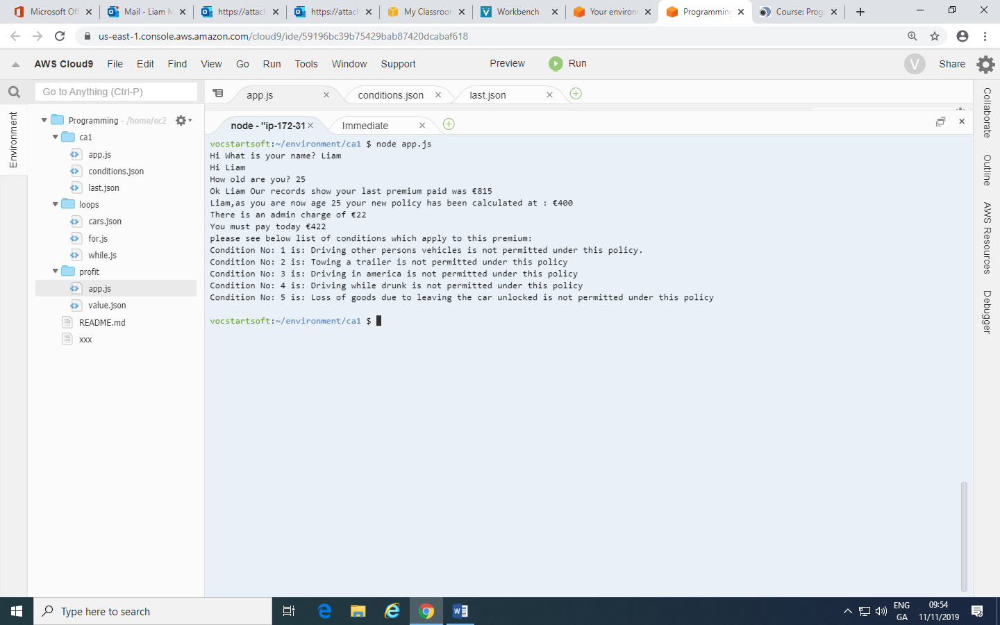 Microsoft Off
Mail - Liam M
https://attach
https://attach
My Classroom
Workbench
Your environm
Programming
Course: Prog
us-east-1.console.aws.amazon.com/cloud9/ide/59196bc39b75429bab87420dcabaf618
AWS Cloud9 File Edit Find View Go Run Tools Window Support Preview Run V Share
Go to Anything (Ctrl-P)
app.js conditions.json last.json
Environment
Programming - /home/ec2
ca1
app.js
conditions.json
last.json
loops
cars.json
for.js
while.js
profit
app.js
value.json
README.md
xxx
node - "ip-172-31 Immediate
vocstartsoft:~/environment/ca1 $ node app.js
Hi What is your name? Liam
Hi Liam
How old are you? 25
Ok Liam Our records show your last premium paid was €815
Liam,as you are now age 25 your new policy has been calculated at : €400
There is an admin charge of €22
You must pay today €422
please see below list of conditions which apply to this premium:
Condition No: 1 is: Driving other persons vehicles is not permitted under this policy.
Condition No: 2 is: Towing a trailer is not permitted under this policy
Condition No: 3 is: Driving in america is not permitted under this policy
Condition No: 4 is: Driving while drunk is not permitted under this policy
Condition No: 5 is: Loss of goods due to leaving the car unlocked is not permitted under this policy
vocstartsoft:~/environment/ca1 $
Collaborate
Outline
AWS Resources
Debugger
Type here to search
ENG
GA
09:54
11/11/2019